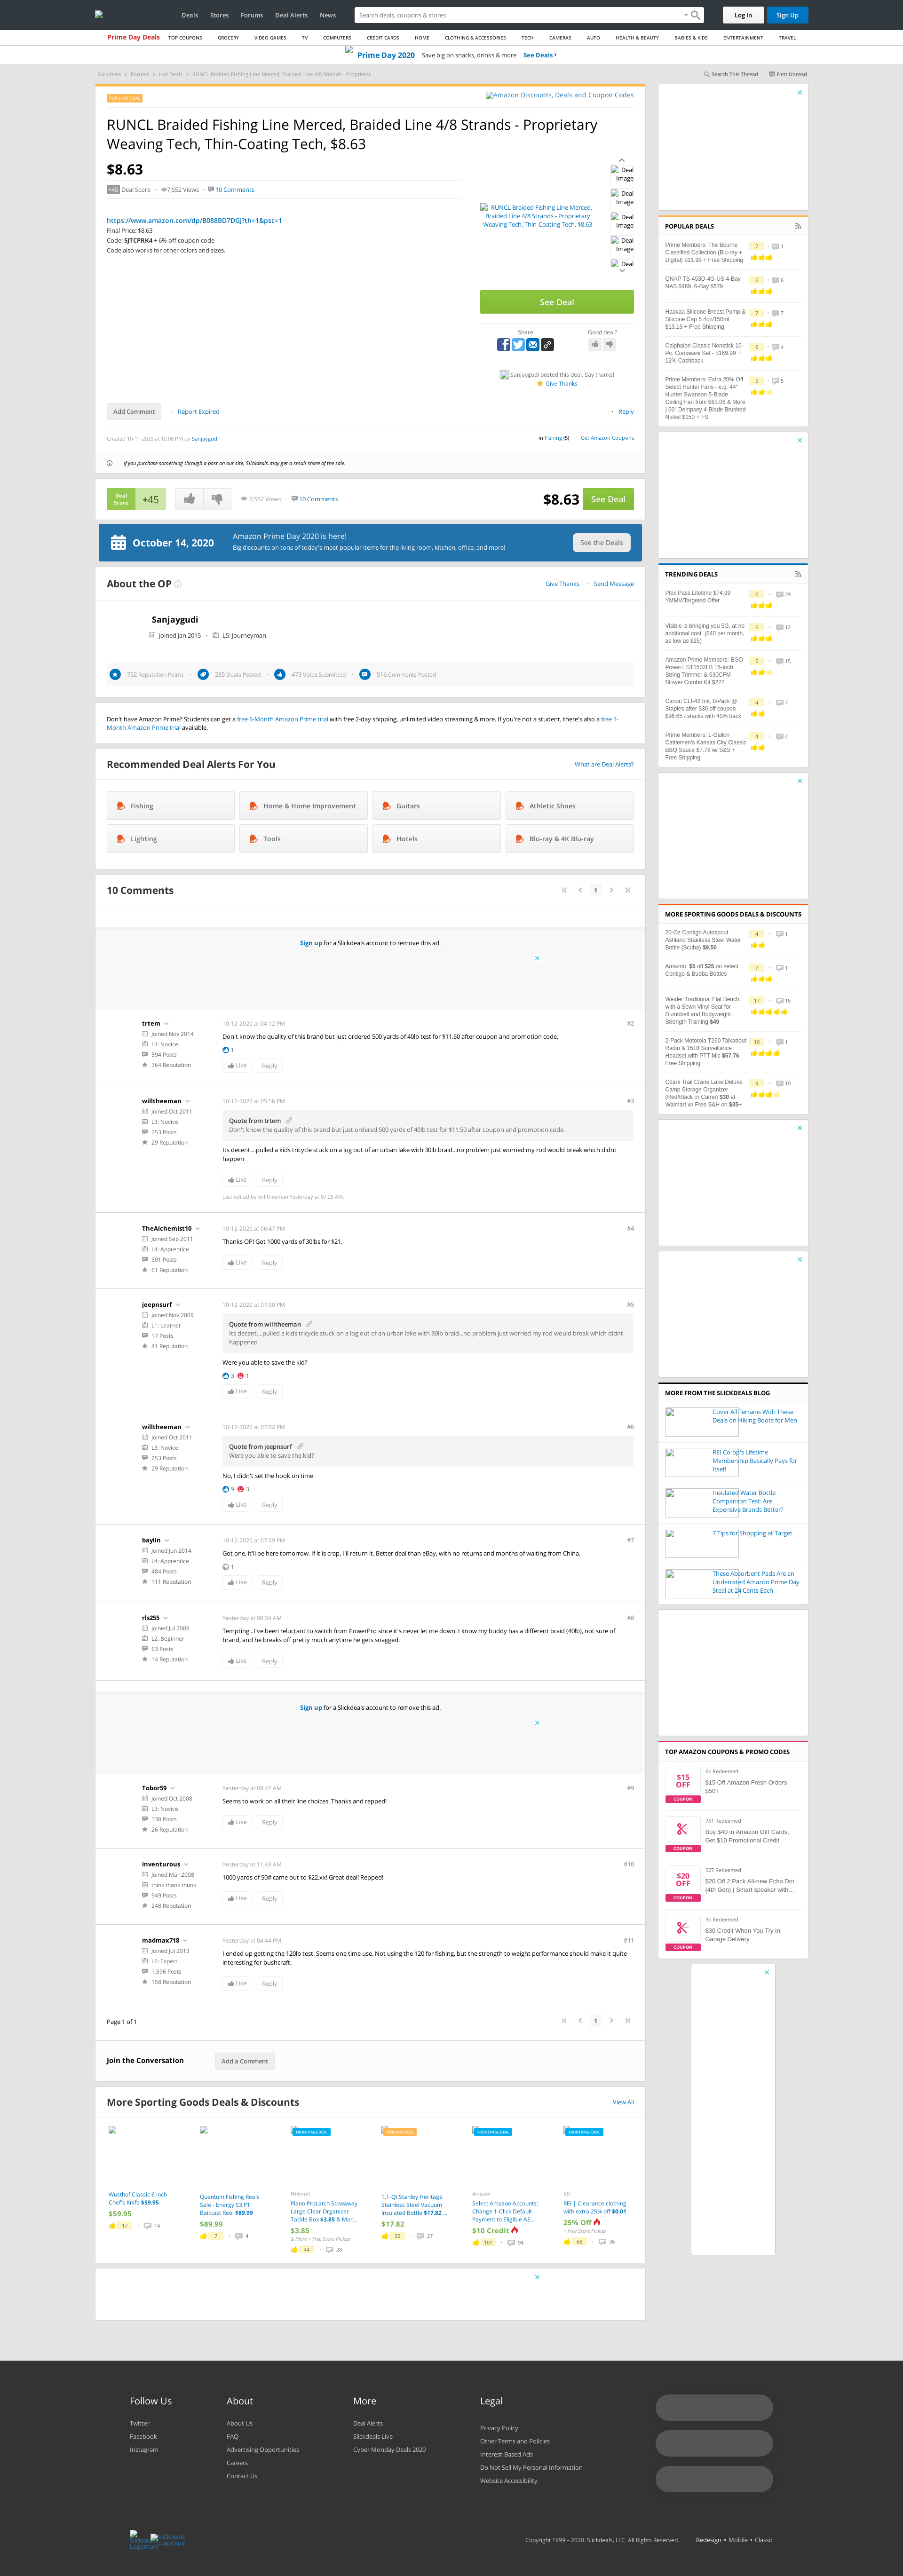 Deals Stores Forums Deal Alerts News Search deals, coupons & stores Log In Sign Up
Prime Day Deals TOP COUPONS GROCERY VIDEO GAMES TV COMPUTERS CREDIT CARDS HOME CLOTHING & ACCESSORIES TECH CAMERAS AUTO HEALTH & BEAUTY BABIES & KIDS ENTERTAINMENT TRAVEL
Prime Day 2020 Save big on snacks, drinks & more See Deals
Slickdeals Forums Hot Deals RUNCL Braided Fishing Line Merced, Braided Line 4/8 Strands - Proprietar...
Search This Thread First Unread
POPULAR DEAL
Amazon Discounts, Deals and Coupon Codes
RUNCL Braided Fishing Line Merced, Braided Line 4/8 Strands - Proprietary
Weaving Tech, Thin-Coating Tech, $8.63
$8.63
+45 Deal Score 7,552 Views 10 Comments
https://www.amazon.com/dp/B088BD7DGJ?th=1&psc=1
Final Price: $8.63
Code: 5JTCPRK4 + 6% off coupon code
Code also works for other colors and sizes.
RUNCL Braided Fishing Line Merced,
Braided Line 4/8 Strands - Proprietary
Weaving Tech, Thin-Coating Tech, $8.63
Deal
Image
Deal
Image
Deal
Image
Deal
Image
Deal
See Deal
Share
Good deal?
Sanjaygudi posted this deal. Say thanks!
Give Thanks
Add Comment Report Expired Reply
Created 10-11-2020 at 10:06 PM by Sanjaygudi
in Fishing (5) Get Amazon Coupons
If you purchase something through a post on our site, Slickdeals may get a small share of the sale.
Deal
Score
+45
7,552 Views 10 Comments
$8.63 See Deal
October 14, 2020
Amazon Prime Day 2020 is here!
Big discounts on tons of today's most popular items for the living room, kitchen, office, and more!
See the Deals
About the OP
Give Thanks Send Message
Sanjaygudi
Joined Jan 2015 L5: Journeyman
752 Reputation Points 235 Deals Posted 473 Votes Submitted 516 Comments Posted
Don't have Amazon Prime? Students can get a free 6-Month Amazon Prime trial with free 2-day shipping, unlimited video streaming & more. If you're not a student, there's also a free 1-
Month Amazon Prime trial available.
Recommended Deal Alerts For You
What are Deal Alerts?
Fishing Home & Home Improvement Guitars Athletic Shoes
Lighting Tools Hotels Blu-ray & 4K Blu-ray
10 Comments
1
Sign up for a Slickdeals account to remove this ad.
trtem
Joined Nov 2014
L3: Novice
594 Posts
364 Reputation
10-12-2020 at 04:12 PM
#2
Don't know the quality of this brand but just ordered 500 yards of 40lb test for $11.50 after coupon and promotion code.
1
Like Reply
willtheeman
Joined Oct 2011
L3: Novice
253 Posts
29 Reputation
10-12-2020 at 05:58 PM
#3
Quote from trtem
Don't know the quality of this brand but just ordered 500 yards of 40lb test for $11.50 after coupon and promotion code.
Its decent....pulled a kids tricycle stuck on a log out of an urban lake with 30lb braid...no problem just worried my rod would break which didnt
happen
Like Reply
Last edited by willtheeman Yesterday at 07:25 AM.
TheAlchemist10
Joined Sep 2011
L4: Apprentice
301 Posts
61 Reputation
10-12-2020 at 06:47 PM
#4
Thanks OP! Got 1000 yards of 30lbs for $21.
Like Reply
jeepnsurf
Joined Nov 2009
L1: Learner
17 Posts
41 Reputation
10-12-2020 at 07:00 PM
#5
Quote from willtheeman
Its decent....pulled a kids tricycle stuck on a log out of an urban lake with 30lb braid...no problem just worried my rod would break which didnt
happened
Were you able to save the kid?
3 1
Like Reply
willtheeman
Joined Oct 2011
L3: Novice
253 Posts
29 Reputation
10-12-2020 at 07:02 PM
#6
Quote from jeepnsurf
Were you able to save the kid?
No, I didn't set the hook on time
9 3
Like Reply
baylin
Joined Jun 2014
L4: Apprentice
484 Posts
111 Reputation
10-12-2020 at 07:59 PM
#7
Got one, it'll be here tomorrow. If it is crap, I'll return it. Better deal than eBay, with no returns and months of waiting from China.
1
Like Reply
rls255
Joined Jul 2009
L2: Beginner
63 Posts
14 Reputation
Yesterday at 08:34 AM
#8
Tempting...I've been reluctant to switch from PowerPro since it's never let me down. I know my buddy has a different braid (40lb), not sure of
brand, and he breaks off pretty much anytime he gets snagged.
Like Reply
Sign up for a Slickdeals account to remove this ad.
Tobor59
Joined Oct 2008
L3: Novice
138 Posts
26 Reputation
Yesterday at 09:42 AM
#9
Seems to work on all their line choices. Thanks and repped!
Like Reply
inventurous
Joined Mar 2008
think thank thunk
949 Posts
248 Reputation
Yesterday at 11:43 AM
#10
1000 yards of 50# came out to $22.xx! Great deal! Repped!
Like Reply
madmax718
Joined Jul 2013
L6: Expert
1,596 Posts
158 Reputation
Yesterday at 04:44 PM
#11
I ended up getting the 120lb test. Seems one time use. Not using the 120 for fishing, but the strength to weight performance should make it quite
interesting for bushcraft.
Like Reply
Page 1 of 1
1
Join the Conversation Add a Comment
More Sporting Goods Deals & Discounts
View All
Wusthof Classic 6 inch
Chef's Knife $59.95
$59.95
17 14
Quantum Fishing Reels
Sale - Energy S3 PT
Baitcast Reel $89.99
$89.99
7 4
FRONTPAGE DEAL
Walmart
Plano ProLatch Stowaway
Large Clear Organizer
Tackle Box $3.85 & Mor...
$3.85
& More + Free Store Pickup
44 28
POPULAR DEAL
1.1-Qt Stanley Heritage
Stainless Steel Vacuum
Insulated Bottle $17.82 ...
$17.82
25 27
FRONTPAGE DEAL
Amazon
Select Amazon Accounts:
Change 1-Click Default
Payment to Eligible AE...
$10 Credit
101 94
FRONTPAGE DEAL
REI
REI | Clearance clothing
with extra 25% off $0.01
25% Off
+ Free Store Pickup
68 36
POPULAR DEALS
Prime Members: The Bourne
Classified Collection (Blu-ray +
Digital) $11.99 + Free Shipping
7 1
QNAP TS-453D-4G-US 4-Bay
NAS $469, 6-Bay $579
6 6
Haakaa Silicone Breast Pump &
Silicone Cap 5.4oz/150ml
$13.16 + Free Shipping
7 7
Calphalon Classic Nonstick 10-
Pc. Cookware Set - $169.99 +
12% Cashback
6 4
Prime Members: Extra 20% Off
Select Hunter Fans - e.g. 44"
Hunter Swanson 5-Blade
Ceiling Fan from $63.06 & More
| 60" Dempsey 4-Blade Brushed
Nickel $150 + FS
5 5
TRENDING DEALS
Plex Pass Lifetime $74.99
YMMV/Targeted Offer
6 29
Visible is bringing you 5G, at no
additional cost. ($40 per month,
as low as $25)
6 12
Amazon Prime Members: EGO
Power+ ST1502LB 15-Inch
String Trimmer & 530CFM
Blower Combo Kit $222
5 15
Canon CLI-42 Ink, 8/Pack @
Staples after $30 off coupon
$96.65 / stacks with 40% back
4 7
Prime Members: 1-Gallon
Cattlemen's Kansas City Classic
BBQ Sauce $7.78 w/ S&S +
Free Shipping
4 4
MORE SPORTING GOODS DEALS & DISCOUNTS
20-Oz Contigo Autospout
Ashland Stainless Steel Water
Bottle (Scuba) $9.50
4 1
Amazon: $5 off $25 on select
Contigo & Bubba Bottles
7 1
Weider Traditional Flat Bench
with a Sewn Vinyl Seat for
Dumbbell and Bodyweight
Strength Training $49
17 15
2-Pack Motorola T260 Talkabout
Radio & 1518 Surveillance
Headset with PTT Mic $57.76,
Free Shipping
10 1
Ozark Trail Crane Lake Deluxe
Camp Storage Organizer
(Red/Black or Camo) $30 at
Walmart w/ Free S&H on $35+
9 10
MORE FROM THE SLICKDEALS BLOG
Cover All Terrains With These
Deals on Hiking Boots for Men
REI Co-op's Lifetime
Membership Basically Pays for
Itself
Insulated Water Bottle
Comparison Test: Are
Expensive Brands Better?
7 Tips for Shopping at Target
These Absorbent Pads Are an
Underrated Amazon Prime Day
Steal at 24 Cents Each
TOP AMAZON COUPONS & PROMO CODES
$15
OFF
COUPON
6k Redeemed
$15 Off Amazon Fresh Orders
$50+
COUPON
751 Redeemed
Buy $40 in Amazon Gift Cards,
Get $10 Promotional Credit
$20
OFF
COUPON
527 Redeemed
$20 Off 2 Pack All-new Echo Dot
(4th Gen) | Smart speaker with...
COUPON
3k Redeemed
$30 Credit When You Try In-
Garage Delivery
Follow Us
Twitter
Facebook
Instagram
About
About Us
FAQ
Advertising Opportunities
Careers
Contact Us
More
Deal Alerts
Slickdeals Live
Cyber Monday Deals 2020
Legal
Privacy Policy
Other Terms and Policies
Interest-Based Ads
Do Not Sell My Personal Information
Website Accessibility
Slickdeals
Logotype
Copyright 1999 – 2020. Slickdeals, LLC. All Rights Reserved. Redesign • Mobile • Classic